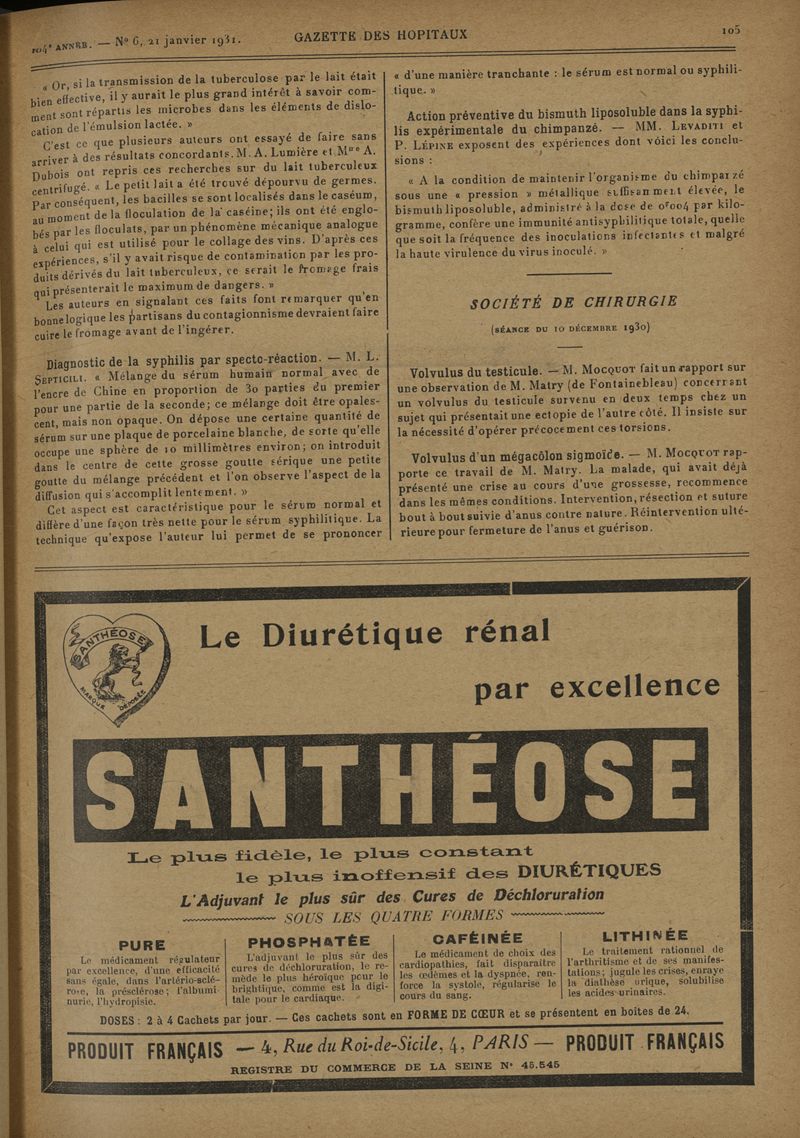 104e ANNÉE. — No 6, 21 janvier 1931.
GAZETTE DES HOPITAUX
105
« Or, si la transmission de la tuberculose par le lait était
bien effective, il y aurait le plus grand intérêt à savoir com-
ment sont répartis les microbes dans les éléments de dislo-
cation de l'émulsion lactée. »
C'est ce que plusieurs auteurs ont essayé de faire sans
arriver à des résultats concordants. M. A. Lumière et Mme A.
Dubois ont repris ces recherches sur du lait tuberculeux
centrifugé. « Le petit lait a été trouvé dépourvu de germes.
Par conséquent, les bacilles se sont localisés dans le caséum,
au moment de la floculation de la caséine; ils ont été englo-
bés par les floculats, par un phénomène mécanique analogue
à celui qui est utilisé pour le collage des vins. D'après ces
expériences, s'il y avait risque de contamination par les pro-
duits dérivés du lait tuberculeux, ce serait le fromage frais
qui présenterait le maximum de dangers. »
Les auteurs en signalant ces faits font remarquer qu'en
bonne logique les partisans du contagionnisme devraient faire
cuire le fromage avant de l'ingérer.
Diagnostic de la syphilis par specto-réaction. — M. L.
SEPTICILI. « Mélange du sérum humain normal avec de
l'encre de Chine en proportion de 30 parties du premier
pour une partie de la seconde; ce mélange doit être opales-
cent, mais non opaque. On dépose une certaine quantité de
sérum sur une plaque de porcelaine blanche, de sorte qu'elle
occupe une sphère de 10 millimètres environ; on introduit
dans le centre de cette grosse goutte sérique une petite
goutte du mélange précédent et l'on observe l'aspect de la
diffusion qui s'accomplit lentement. »
Cet aspect est caractéristique pour le sérum normal et
diffère d'une façon très nette pour le sérum syphilitique. La
technique qu'expose l'auteur lui permet de se prononcer
« d'une manière tranchante : le sérum est normal ou syphili-
tique. »
Action préventive du bismuth liposoluble dans la syphi-
lis expérimentale du chimpanzé. — MM. LEVADITI et
P. LÉPINE exposent des expériences dont voici les conclu-
sions :
« A la condition de maintenir l'organisme du chimpanzé
sous une « pression » métallique suffisamment élevée, le
bismuth liposoluble, administré à la dose de 0gr004 par kilo-
gramme, confère une immunité antisyphilitique totale, quelle
que soit la fréquence des inoculations infectantes et malgré
la haute virulence du virus inoculé. »
SOCIÉTÉ DE CHIRURGIE
(SÉANCE DU 10 DÉCEMBRE 1930)
Volvulus du testicule. — M. MOCQUOT fait un rapport sur
une observation de M. Matry (de Fontainebleau) concernant
un volvulus du testicule survenu en deux temps chez un
sujet qui présentait une ectopie de l'autre côté. Il insiste sur
la nécessité d'opérer précocement ces torsions.
Volvulus d'un mégacôlon sigmoïde. — M. MOCQUOT rap-
porte ce travail de M. Matry. La malade, qui avait déjà
présenté une crise au cours d'une grossesse, recommence
dans les mêmes conditions. Intervention, résection et suture
bout à bout suivie d'anus contre nature. Réintervention ulté-
rieure pour fermeture de l'anus et guérison.
SANTHÉOSE
MARQUE DÉPOSÉE
Le Diurétique rénal
par excellence
SANTHÉOSE
Le plus fidèle, le plus constant
le plus inoffensif des DIURÉTIQUES
L'Adjuvant le plus sûr des Cures de Déchloruration
SOUS LES QUATRE FORMES
PURE
Le médicament régulateur
par excellence, d'une efficacité
sans égale, dans l'artério-sclé-
rose, la présclérose; l'albumi-
nurie, l'hydropisie.
PHOSPHATÉE
L'adjuvant le plus sûr des
cures de déchloruration, le re-
mède le plus héroïque pour le
brightique, comme est la digi-
tale pour le cardiaque.
CAFÉINÉE
Le médicament de choix des
cardiopathies, fait disparaître
les œdèmes et la dyspnée, ren-
force la systole, régularise le
cours du sang.
LITHINÉE
Le traitement rationnel de
l'arthritisme et de ses manifes-
tations; jugule les crises, enraye
la diathèse urique, solubilise
les acides urinaires.
DOSES : 2 à 4 Cachets par jour. — Ces cachets sont en FORME DE CŒUR et se présentent en boîtes de 24.
PRODUIT FRANÇAIS — 4, Rue du Roi-de-Sicile, 4, PARIS — PRODUIT FRANÇAIS
REGISTRE DU COMMERCE DE LA SEINE No 45.545